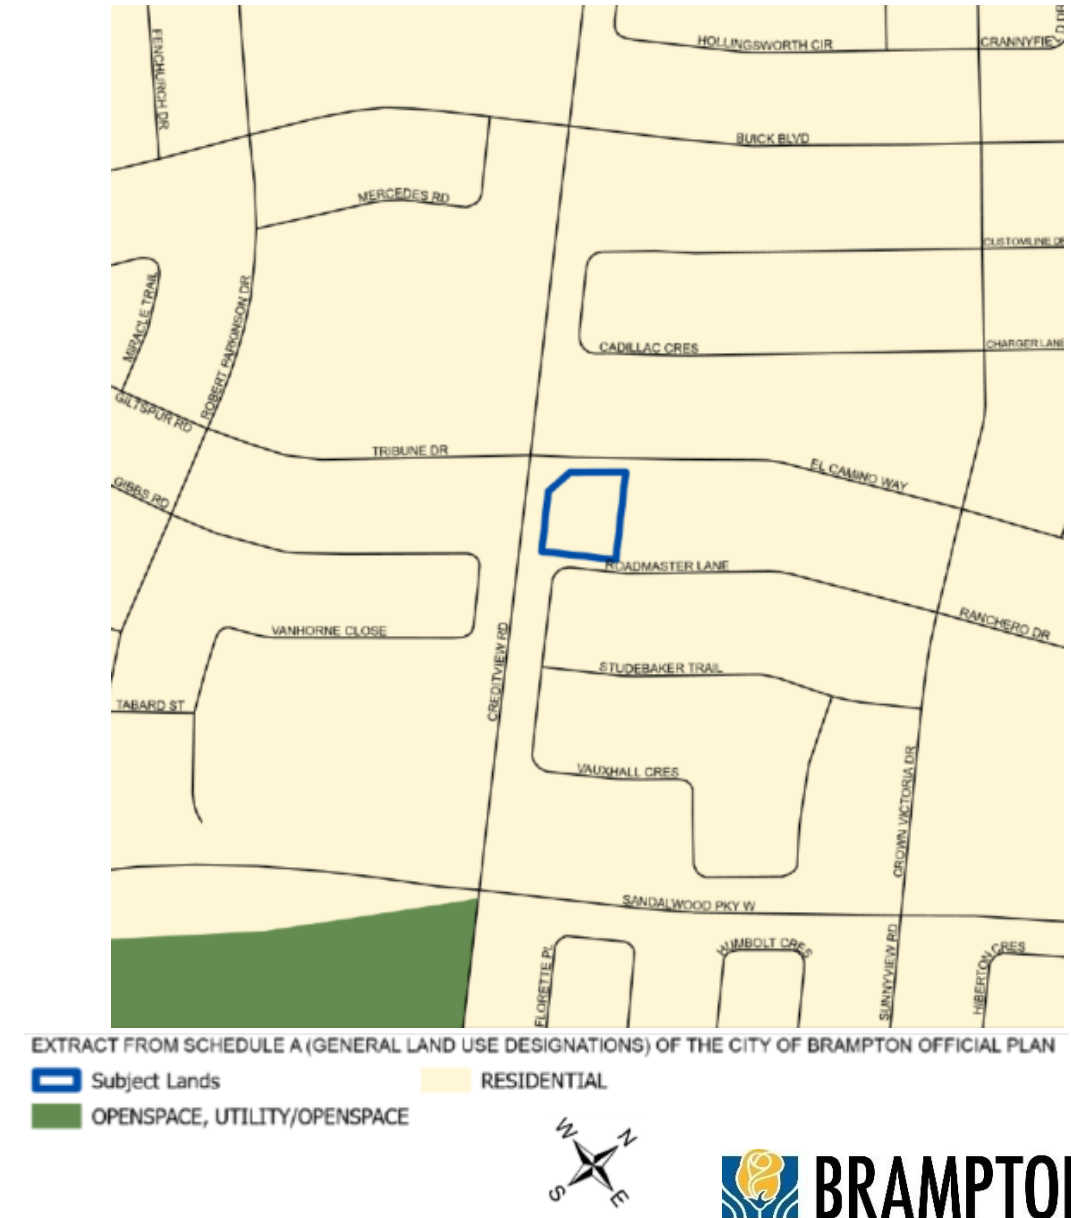 FENCHURCH DR
HOLLINGSWORTH CIR
CRANNYFIE
D DR
BUICK BLVD
MERCEDES RD
CUSTOMLINE DR
MIRACLE TRAIL
ROBERT PARKINSON DR
CADILLAC CRES
CHARGER LANE
GILTSPUR RD
TRIBUNE DR
EL CAMINO WAY
GIBBS RD
ROADMASTER LANE
RANCHERO DR
VANHORNE CLOSE
CREDITVIEW RD
STUDEBAKER TRAIL
TABARD ST
VAUXHALL CRES
CROWN VICTORIA DR
SANDALWOOD PKY W
FLORETTE PL
HUMBOLT CRES
SUNNYVIEW RD
HIBERTON CRES
EXTRACT FROM SCHEDULE A (GENERAL LAND USE DESIGNATIONS) OF THE CITY OF BRAMPTON OFFICIAL PLAN
Subject Lands
RESIDENTIAL
OPENSPACE, UTILITY/OPENSPACE
W N
S E
BRAMPTO